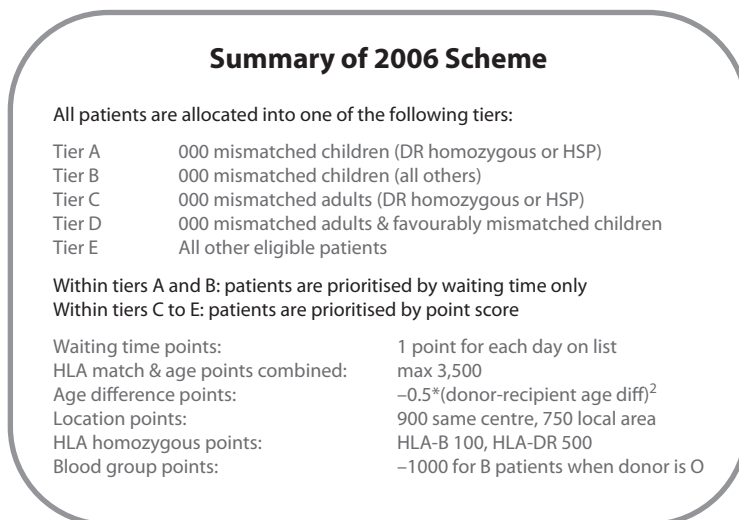 Summary of 2006 Scheme
All patients are allocated into one of the following tiers:
Tier A 000 mismatched children (DR homozygous or HSP)
Tier B 000 mismatched children (all others)
Tier C 000 mismatched adults (DR homozygous or HSP)
Tier D 000 mismatched adults & favourably mismatched children
Tier E All other eligible patients
Within tiers A and B: patients are prioritised by waiting time only
Within tiers C to E: patients are prioritised by point score
Waiting time points: 1 point for each day on list
HLA match & age points combined: max 3,500
Age difference points: –0.5*(donor-recipient age diff)²
Location points: 900 same centre, 750 local area
HLA homozygous points: HLA-B 100, HLA-DR 500
Blood group points: –1000 for B patients when donor is O